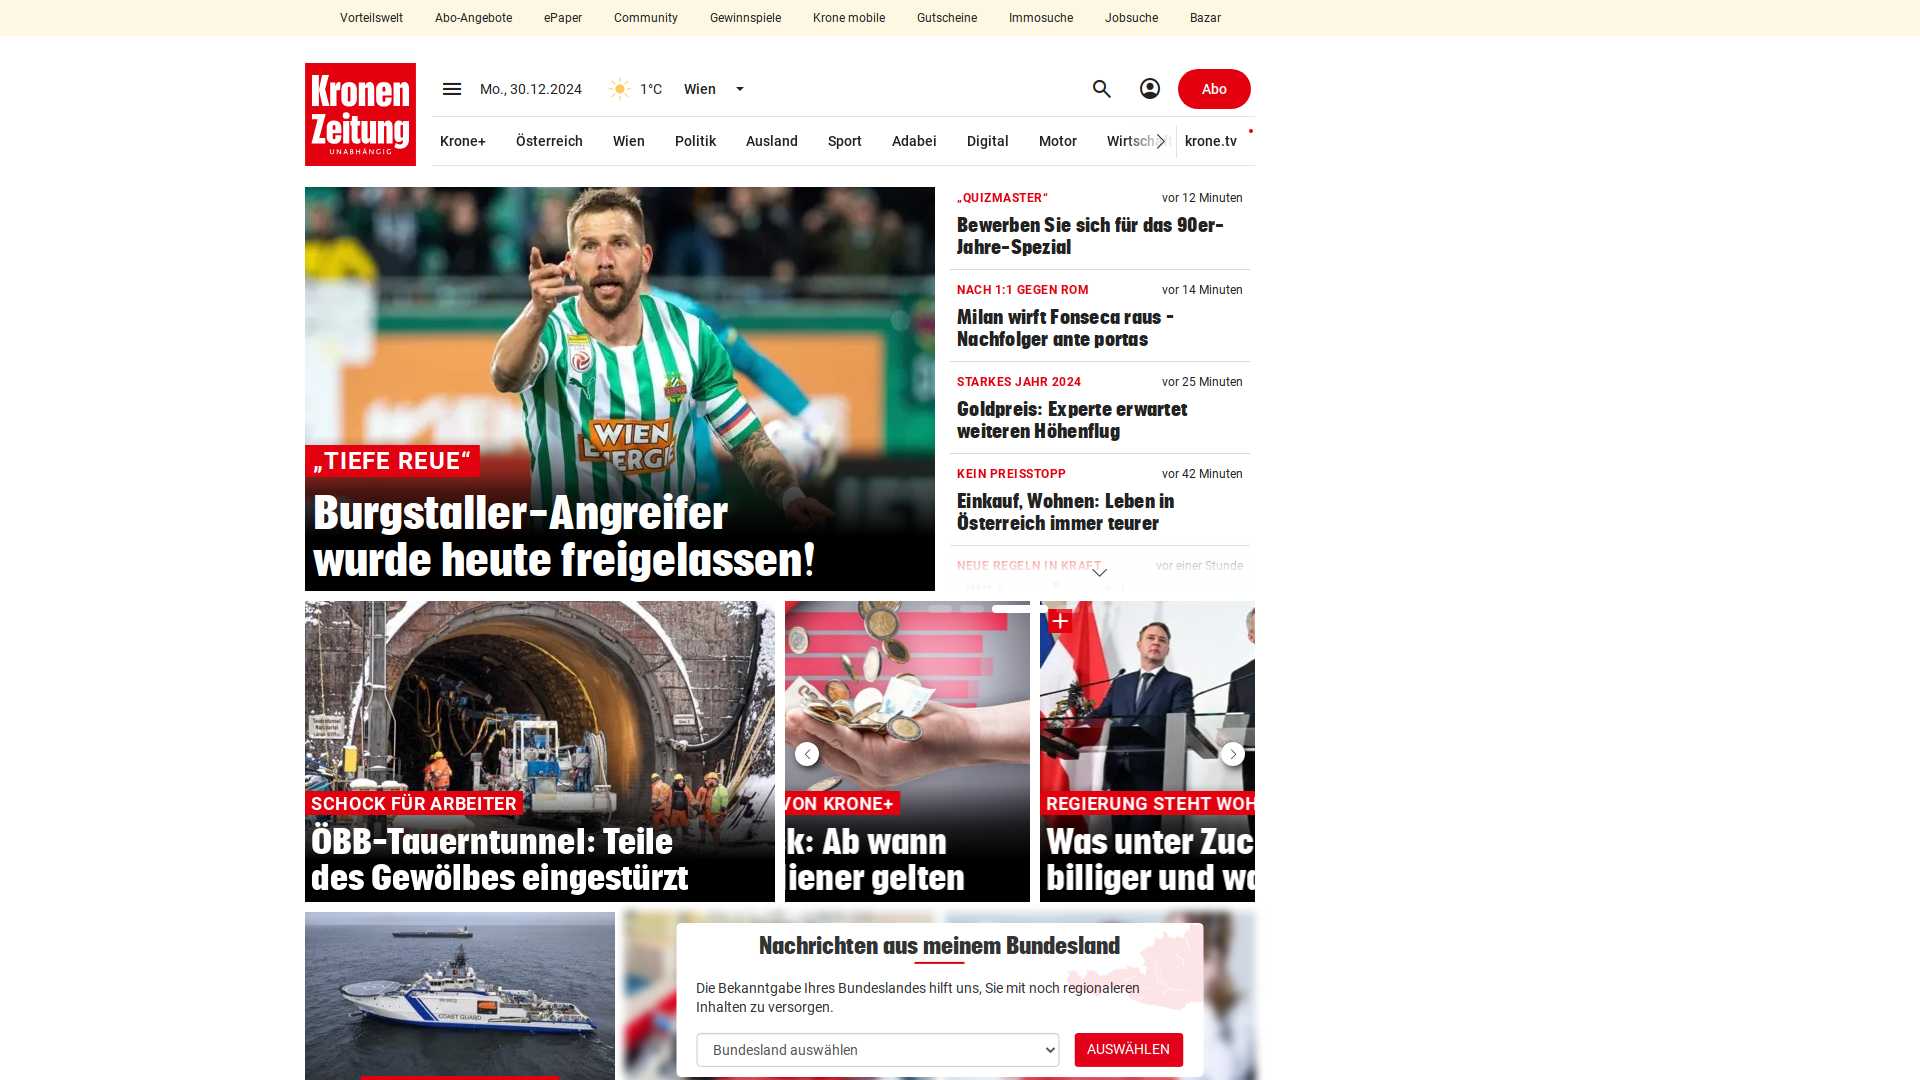 Vorteilswelt
Abo-Angebote
ePaper
Community
Gewinnspiele
Krone mobile
Gutscheine
Immosuche
Jobsuche
Bazar
Kronen
Zeitung
UNABHÄNGIG
Mo., 30.12.2024
1°C
Wien
Abo
Krone+
Österreich
Wien
Politik
Ausland
Sport
Adabei
Digital
Motor
krone.tv
WIEN
ENERGIE
„TIEFE REUE“
Burgstaller-Angreifer
wurde heute freigelassen!
„QUIZMASTER“
vor 12 Minuten
Bewerben Sie sich für das 90er-
Jahre-Spezial
NACH 1:1 GEGEN ROM
vor 14 Minuten
Milan wirft Fonseca raus –
Nachfolger ante portas
STARKES JAHR 2024
vor 25 Minuten
Goldpreis: Experte erwartet
weiteren Höhenflug
KEIN PREISSTOPP
vor 42 Minuten
Einkauf, Wohnen: Leben in
Österreich immer teurer
NEUE REGELN IN KRAFT
vor einer Stunde
SCHOCK FÜR ARBEITER
ÖBB-Tauerntunnel: Teile
des Gewölbes eingestürzt
VON KRONE+
k: Ab wann
diener gelten
REGIERUNG STEHT WOH
Was unter Zuc
billiger und wo
COAST GUARD
Nachrichten aus meinem Bundesland
Die Bekanntgabe Ihres Bundeslandes hilft uns, Sie mit noch regionaleren
Inhalten zu versorgen.
Bundesland auswählen
AUSWÄHLEN